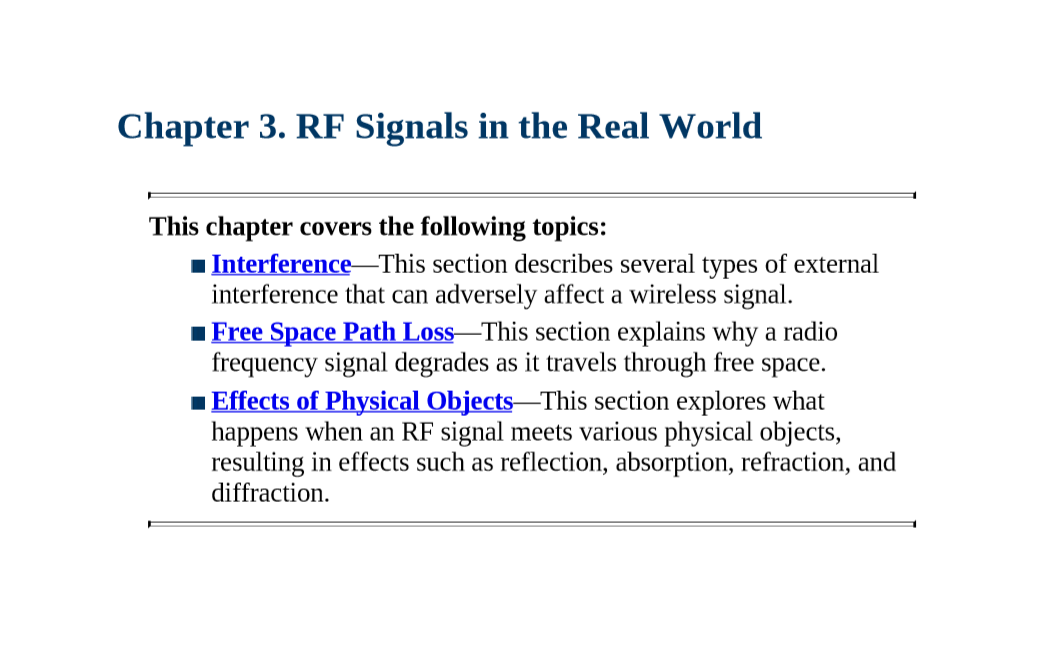 Chapter 3. RF Signals in the Real World
This chapter covers the following topics:
■ Interference—This section describes several types of external
interference that can adversely affect a wireless signal.
■ Free Space Path Loss—This section explains why a radio
frequency signal degrades as it travels through free space.
■ Effects of Physical Objects—This section explores what
happens when an RF signal meets various physical objects,
resulting in effects such as reflection, absorption, refraction, and
diffraction.